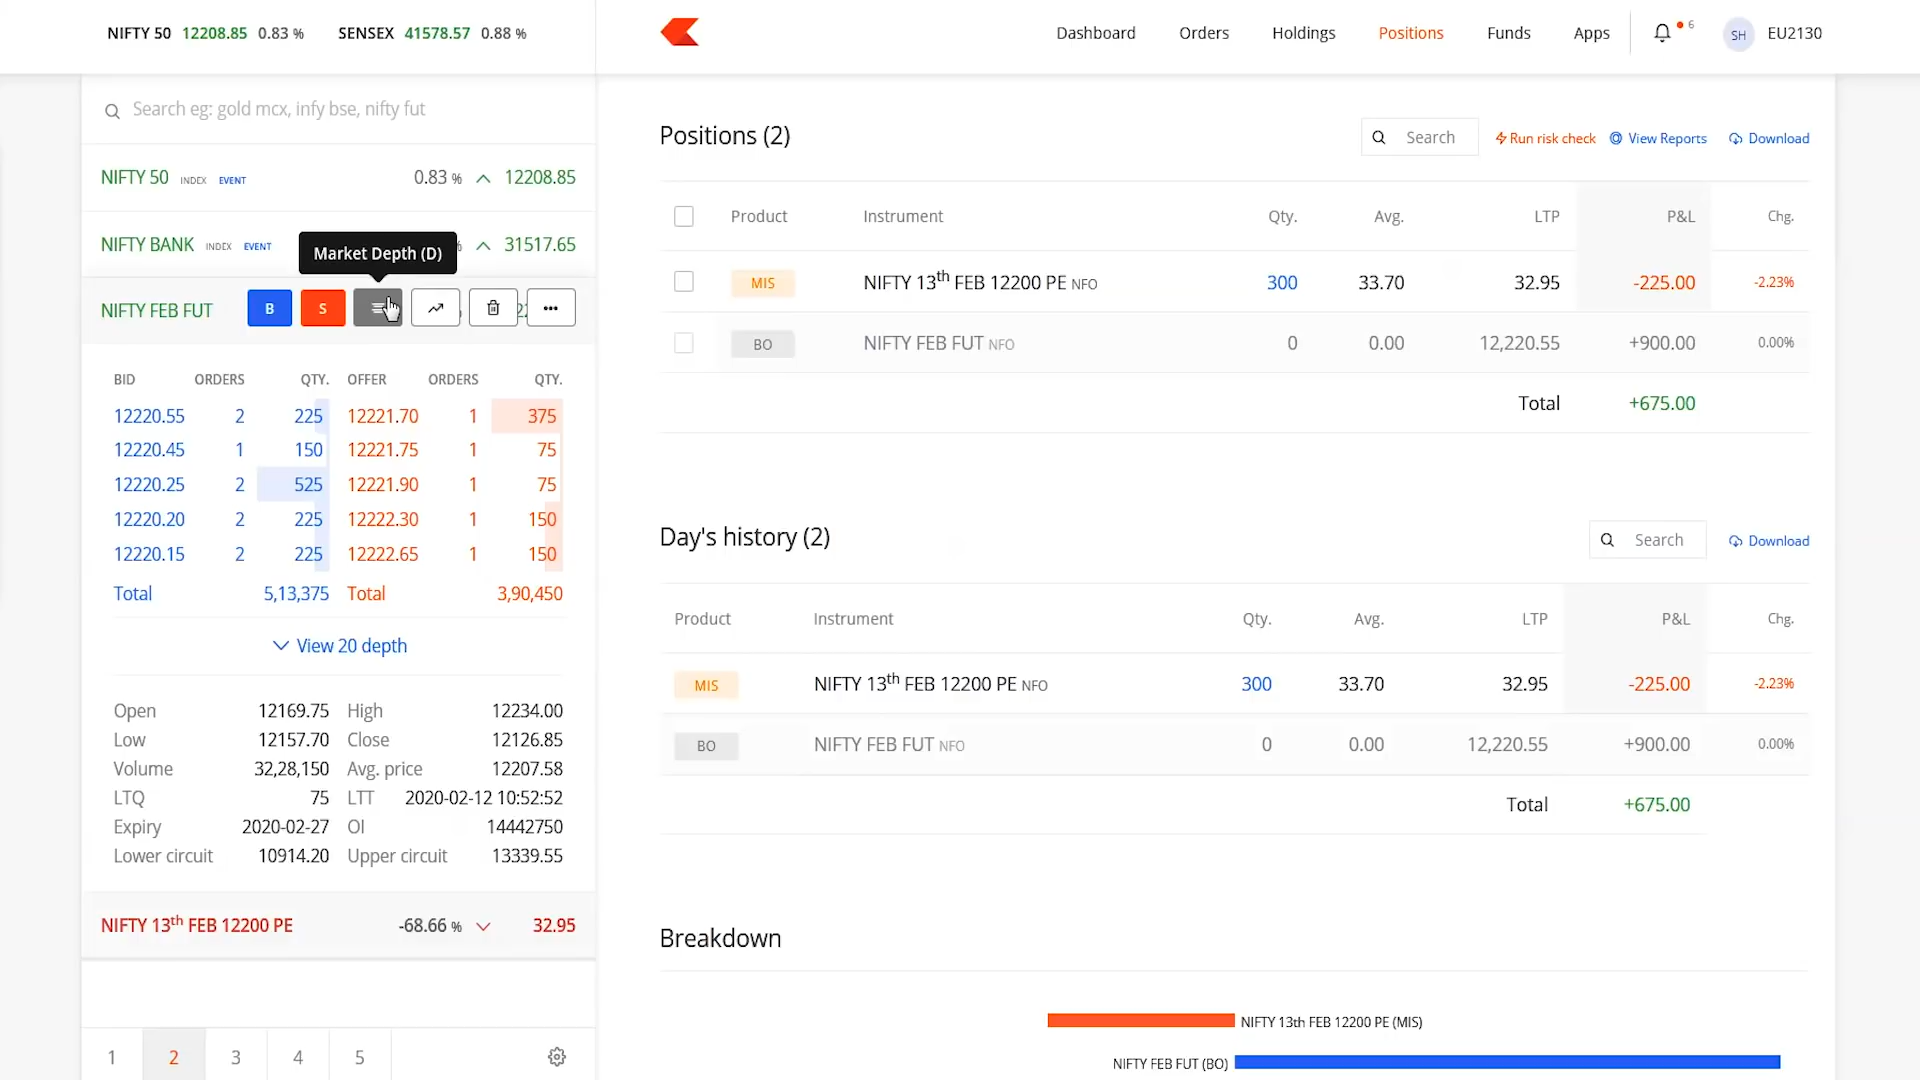 NIFTY 50 12208.85 0.83 % SENSEX 41578.57 0.88 %
Dashboard Orders Holdings Positions Funds Apps 6 SH EU2130
Search eg: gold mcx, infy bse, nifty fut
NIFTY 50 INDEX EVENT 0.83 % 12208.85
NIFTY BANK INDEX EVENT % 31517.65
Market Depth (D)
NIFTY FEB FUT B S
BID ORDERS QTY. OFFER ORDERS QTY.
12220.55 2 225 12221.70 1 375
12220.45 1 150 12221.75 1 75
12220.25 2 525 12221.90 1 75
12220.20 2 225 12222.30 1 150
12220.15 2 225 12222.65 1 150
Total 5,13,375 Total 3,90,450
View 20 depth
Open 12169.75 High 12234.00
Low 12157.70 Close 12126.85
Volume 32,28,150 Avg. price 12207.58
LTQ 75 LTT 2020-02-12 10:52:52
Expiry 2020-02-27 OI 14442750
Lower circuit 10914.20 Upper circuit 13339.55
NIFTY 13th FEB 12200 PE -68.66 % 32.95
1 2 3 4 5
Positions (2) Search Run risk check View Reports Download
Product Instrument Qty. Avg. LTP P&L Chg.
MIS NIFTY 13th FEB 12200 PE NFO 300 33.70 32.95 -225.00 -2.23%
BO NIFTY FEB FUT NFO 0 0.00 12,220.55 +900.00 0.00%
Total +675.00
Day's history (2) Search Download
Product Instrument Qty. Avg. LTP P&L Chg.
MIS NIFTY 13th FEB 12200 PE NFO 300 33.70 32.95 -225.00 -2.23%
BO NIFTY FEB FUT NFO 0 0.00 12,220.55 +900.00 0.00%
Total +675.00
Breakdown
NIFTY 13th FEB 12200 PE (MIS)
NIFTY FEB FUT (BO)